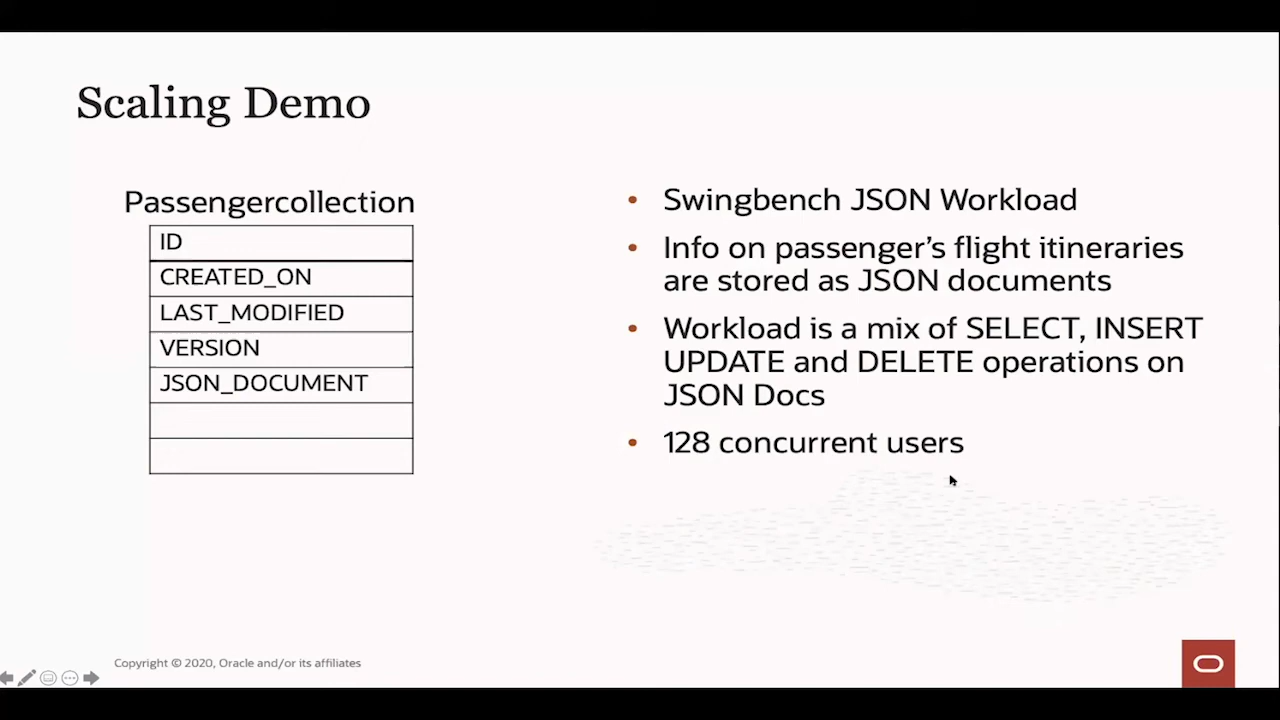 Scaling Demo
Passengercollection
ID
CREATED_ON
LAST_MODIFIED
VERSION
JSON_DOCUMENT
• Swingbench JSON Workload
• Info on passenger’s flight itineraries
are stored as JSON documents
• Workload is a mix of SELECT, INSERT
UPDATE and DELETE operations on
JSON Docs
• 128 concurrent users
Copyright © 2020, Oracle and/or its affiliates